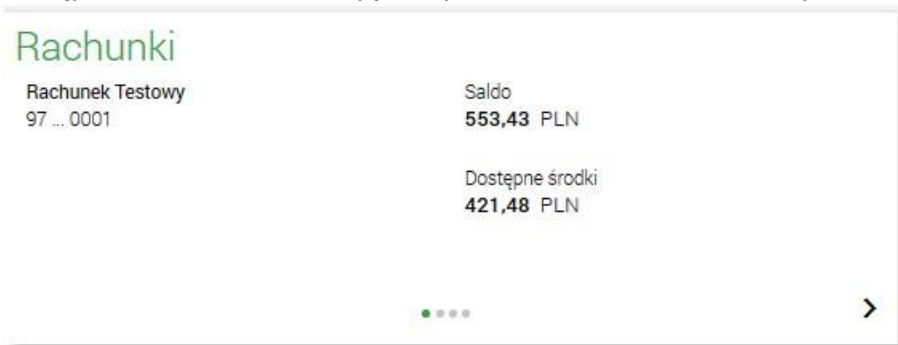 Rachunki
Rachunek Testowy
97 ... 0001
Saldo
553,43 PLN
Dostępne środki
421,48 PLN